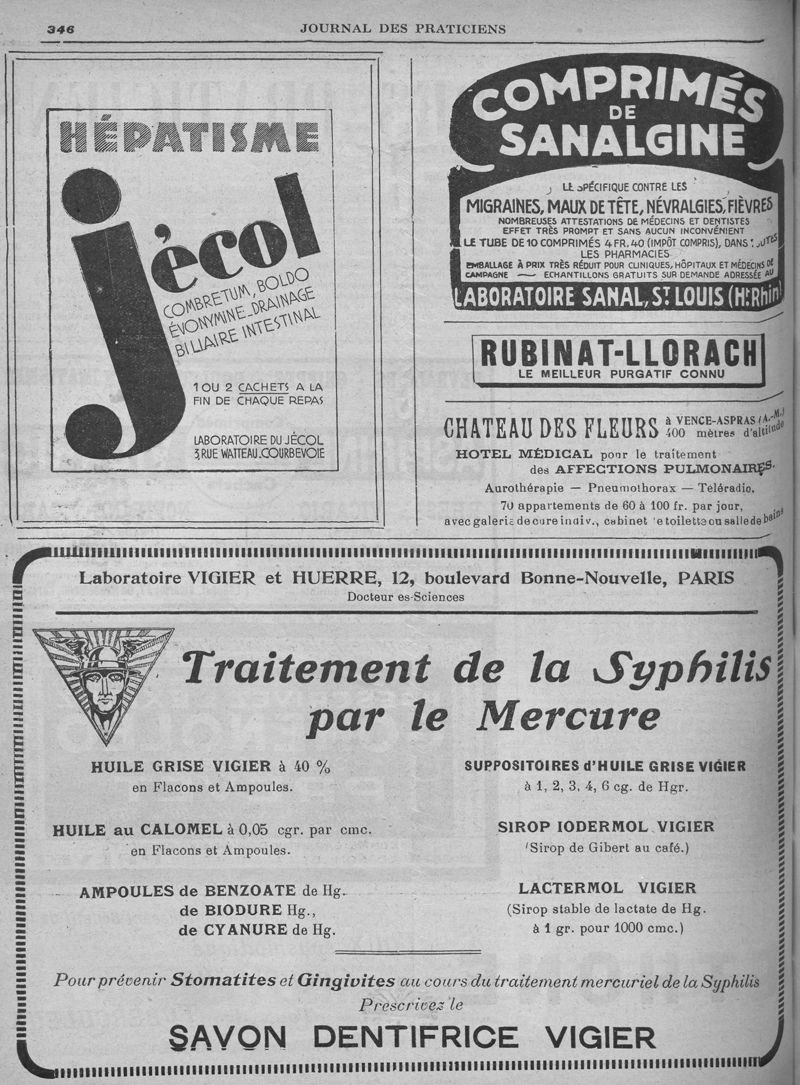 346
JOURNAL DES PRATICIENS
HÉPATISME
jécol
COMBRETUM, BOLDO
ÉVONYMINE_DRAINAGE
BILIAIRE INTESTINAL
1 OU 2 CACHETS A LA
FIN DE CHAQUE REPAS
LABORATOIRE DU JÉCOL
3, RUE WATTEAU_COURBEVOIE
COMPRIMÉS
DE
SANALGINE
LE SPÉCIFIQUE CONTRE LES
MIGRAINES, MAUX DE TÊTE, NÉVRALGIES, FIÈVRES
NOMBREUSES ATTESTATIONS DE MÉDECINS ET DENTISTES
EFFET TRÈS PROMPT ET SANS AUCUN INCONVÉNIENT
LE TUBE DE 10 COMPRIMÉS 4 FR. 40 (IMPÔT COMPRIS), DANS TOUTES
LES PHARMACIES
EMBALLAGE À PRIX TRÈS RÉDUIT POUR CLINIQUES, HÔPITAUX ET MÉDECINS DE
CAMPAGNE — ECHANTILLONS GRATUITS SUR DEMANDE ADRESSÉE AU
LABORATOIRE SANAL, ST. LOUIS (Ht-Rhin)
RUBINAT-LLORACH
LE MEILLEUR PURGATIF CONNU
CHATEAU DES FLEURS à VENCE-ASPRAS (A.-M.)
400 mètres d'altitude
HOTEL MÉDICAL pour le traitement
des AFFECTIONS PULMONAIRES.
Aurothérapie — Pneumothorax — Teléradio,
70 appartements de 60 à 100 fr. par jour,
avec galerie de cure indiv., cabinet de toilette ou salle de bains
Laboratoire VIGIER et HUERRE, 12, boulevard Bonne-Nouvelle, PARIS
Docteur es-Sciences
Traitement de la Syphilis
par le Mercure
HUILE GRISE VIGIER à 40 %
en Flacons et Ampoules.
HUILE au CALOMEL à 0,05 cgr. par cmc.
en Flacons et Ampoules.
AMPOULES de BENZOATE de Hg.
de BIODURE Hg.,
de CYANURE de Hg.
SUPPOSITOIRES d'HUILE GRISE VIGIER
à 1, 2, 3, 4, 6 cg. de Hgr.
SIROP IODERMOL VIGIER
(Sirop de Gibert au café.)
LACTERMOL VIGIER
(Sirop stable de lactate de Hg.
à 1 gr. pour 1000 cmc.)
Pour prévenir Stomatites et Gingivites au cours du traitement mercuriel de la Syphilis
Prescrivez le
SAVON DENTIFRICE VIGIER